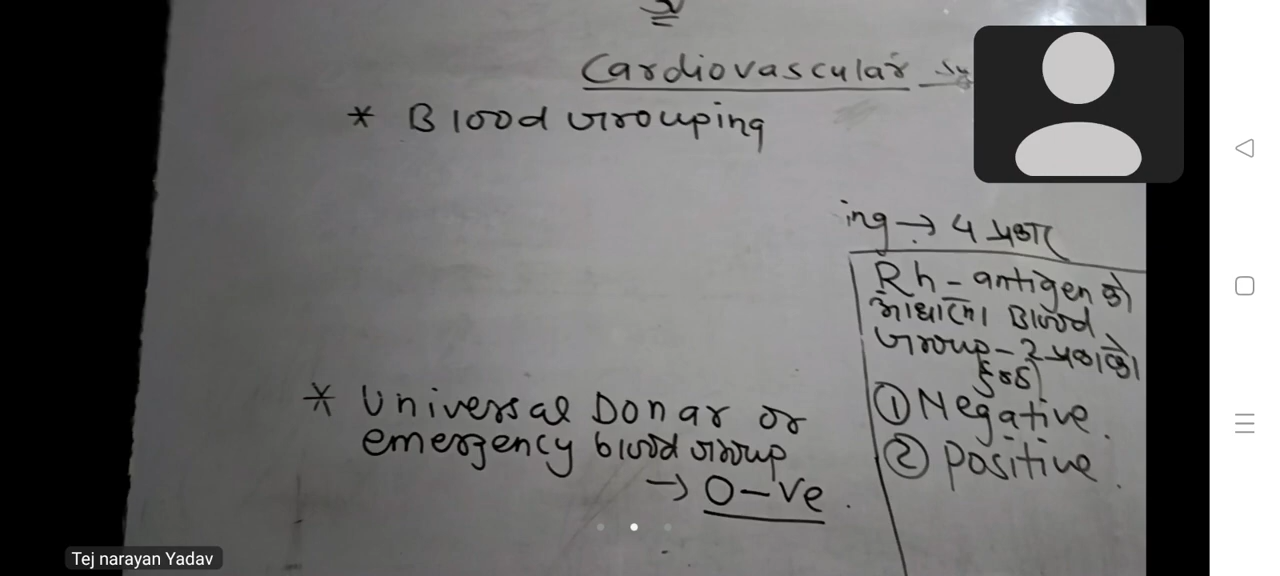 Cardiovascular
* Blood Grouping
ing → 4 प्रकार
Rh-antigen को
आधारमा Blood
Group - 2 प्रकारको
हुन्छ
① Negative.
② Positive.
* Universal Donar or
emergency blood group
→ O-ve.
Tej narayan Yadav